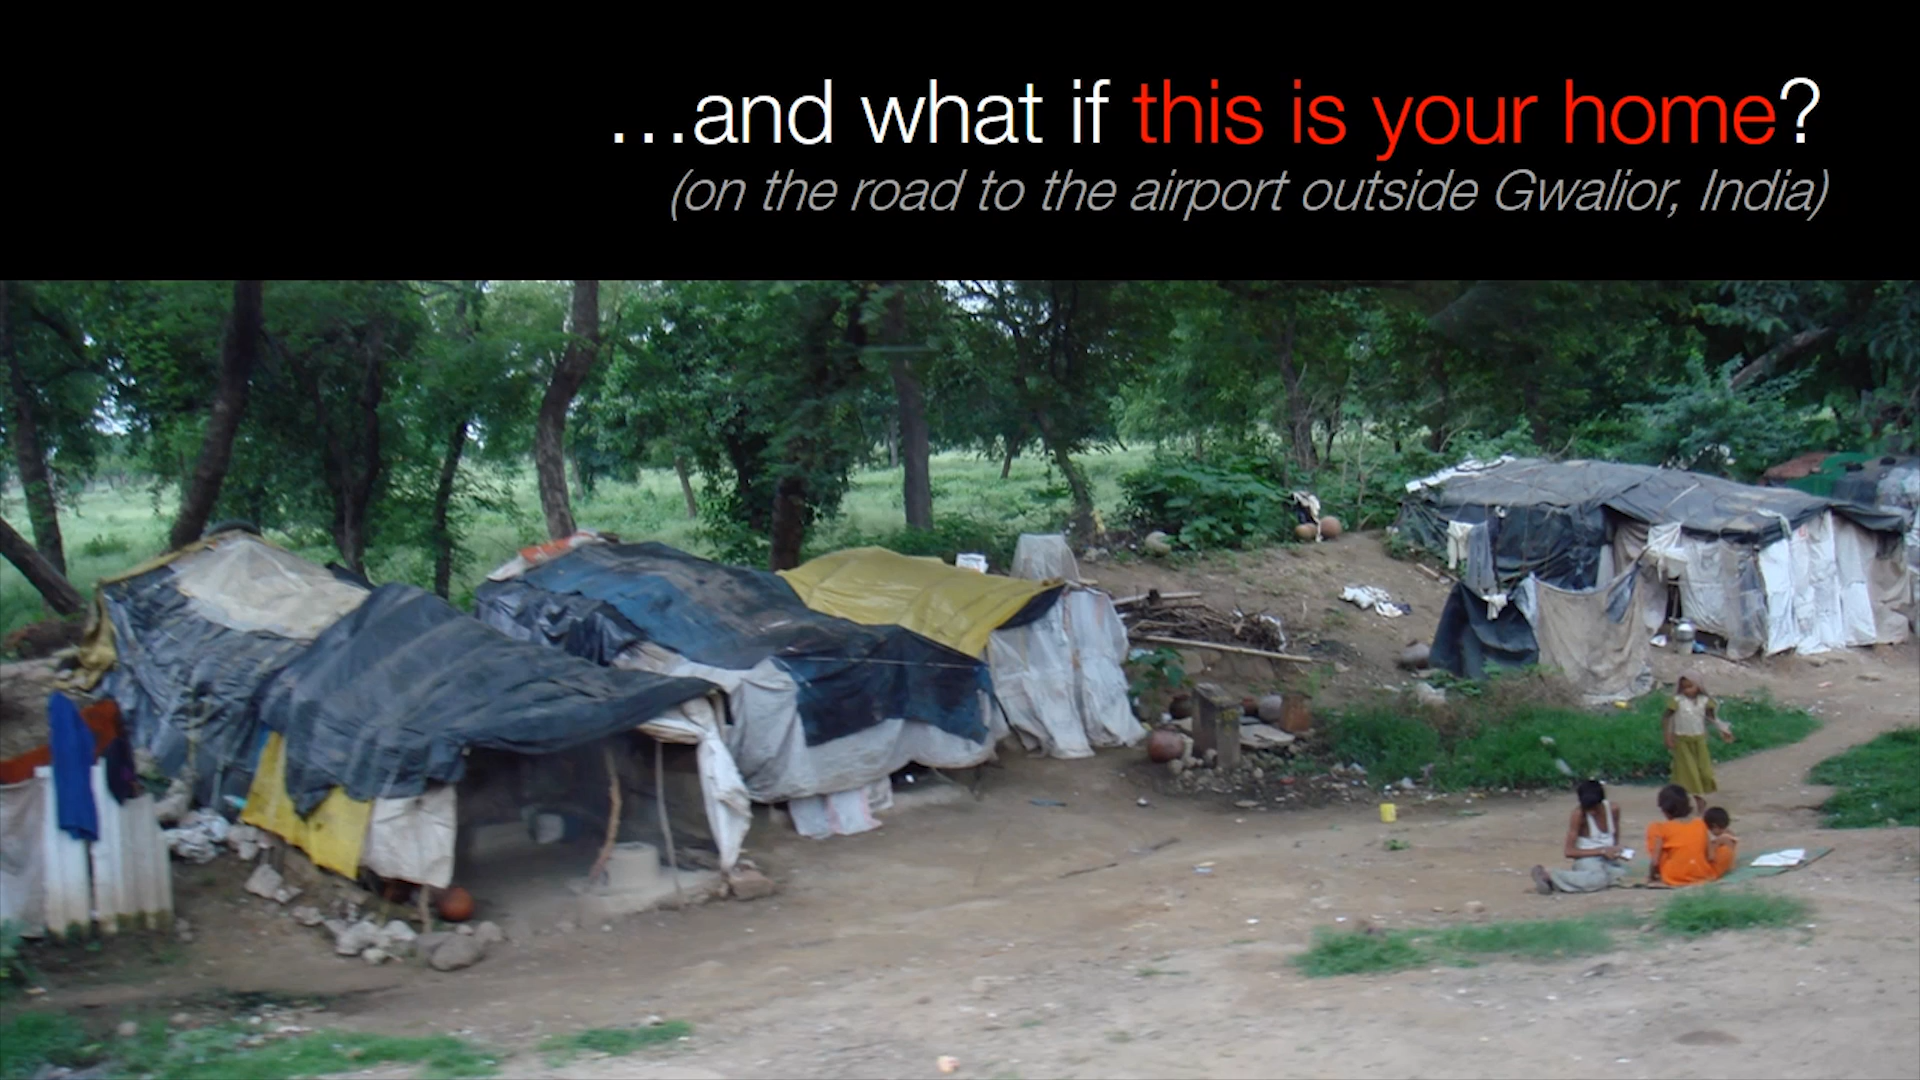 …and what if this is your home?
(on the road to the airport outside Gwalior, India)